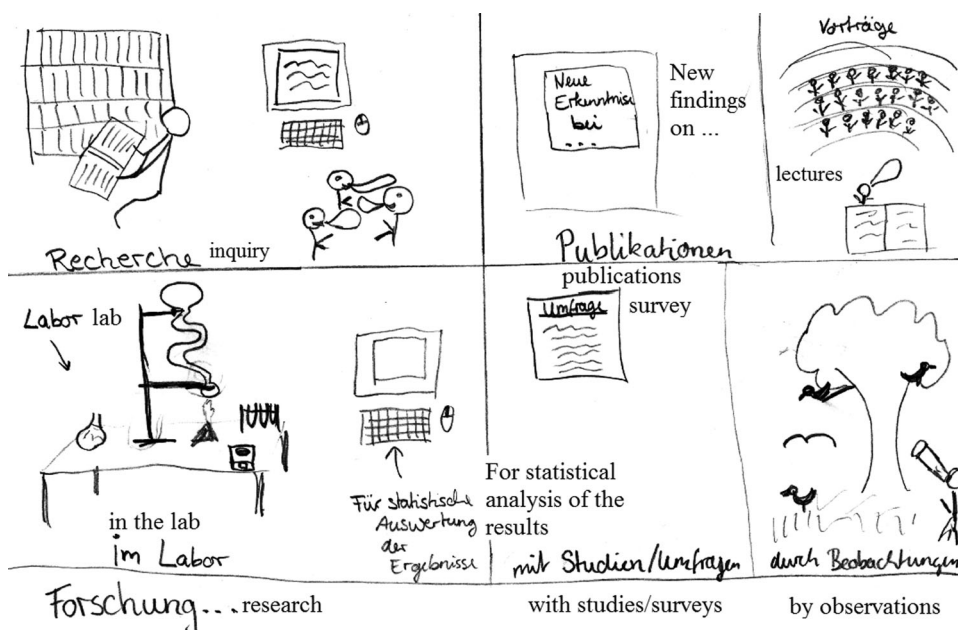 Recherche inquiry
Neue
Erkenntnisse
bei
...
New
findings
on ...
Publikationen
publications
Vorträge
lectures
Labor lab
in the lab
im Labor
Für statistische
Auswertung
der
Ergebnisse
For statistical
analysis of the
results
Umfrage
survey
mit Studien/Umfragen
durch Beobachtungen
Forschung... research
with studies/surveys
by observations